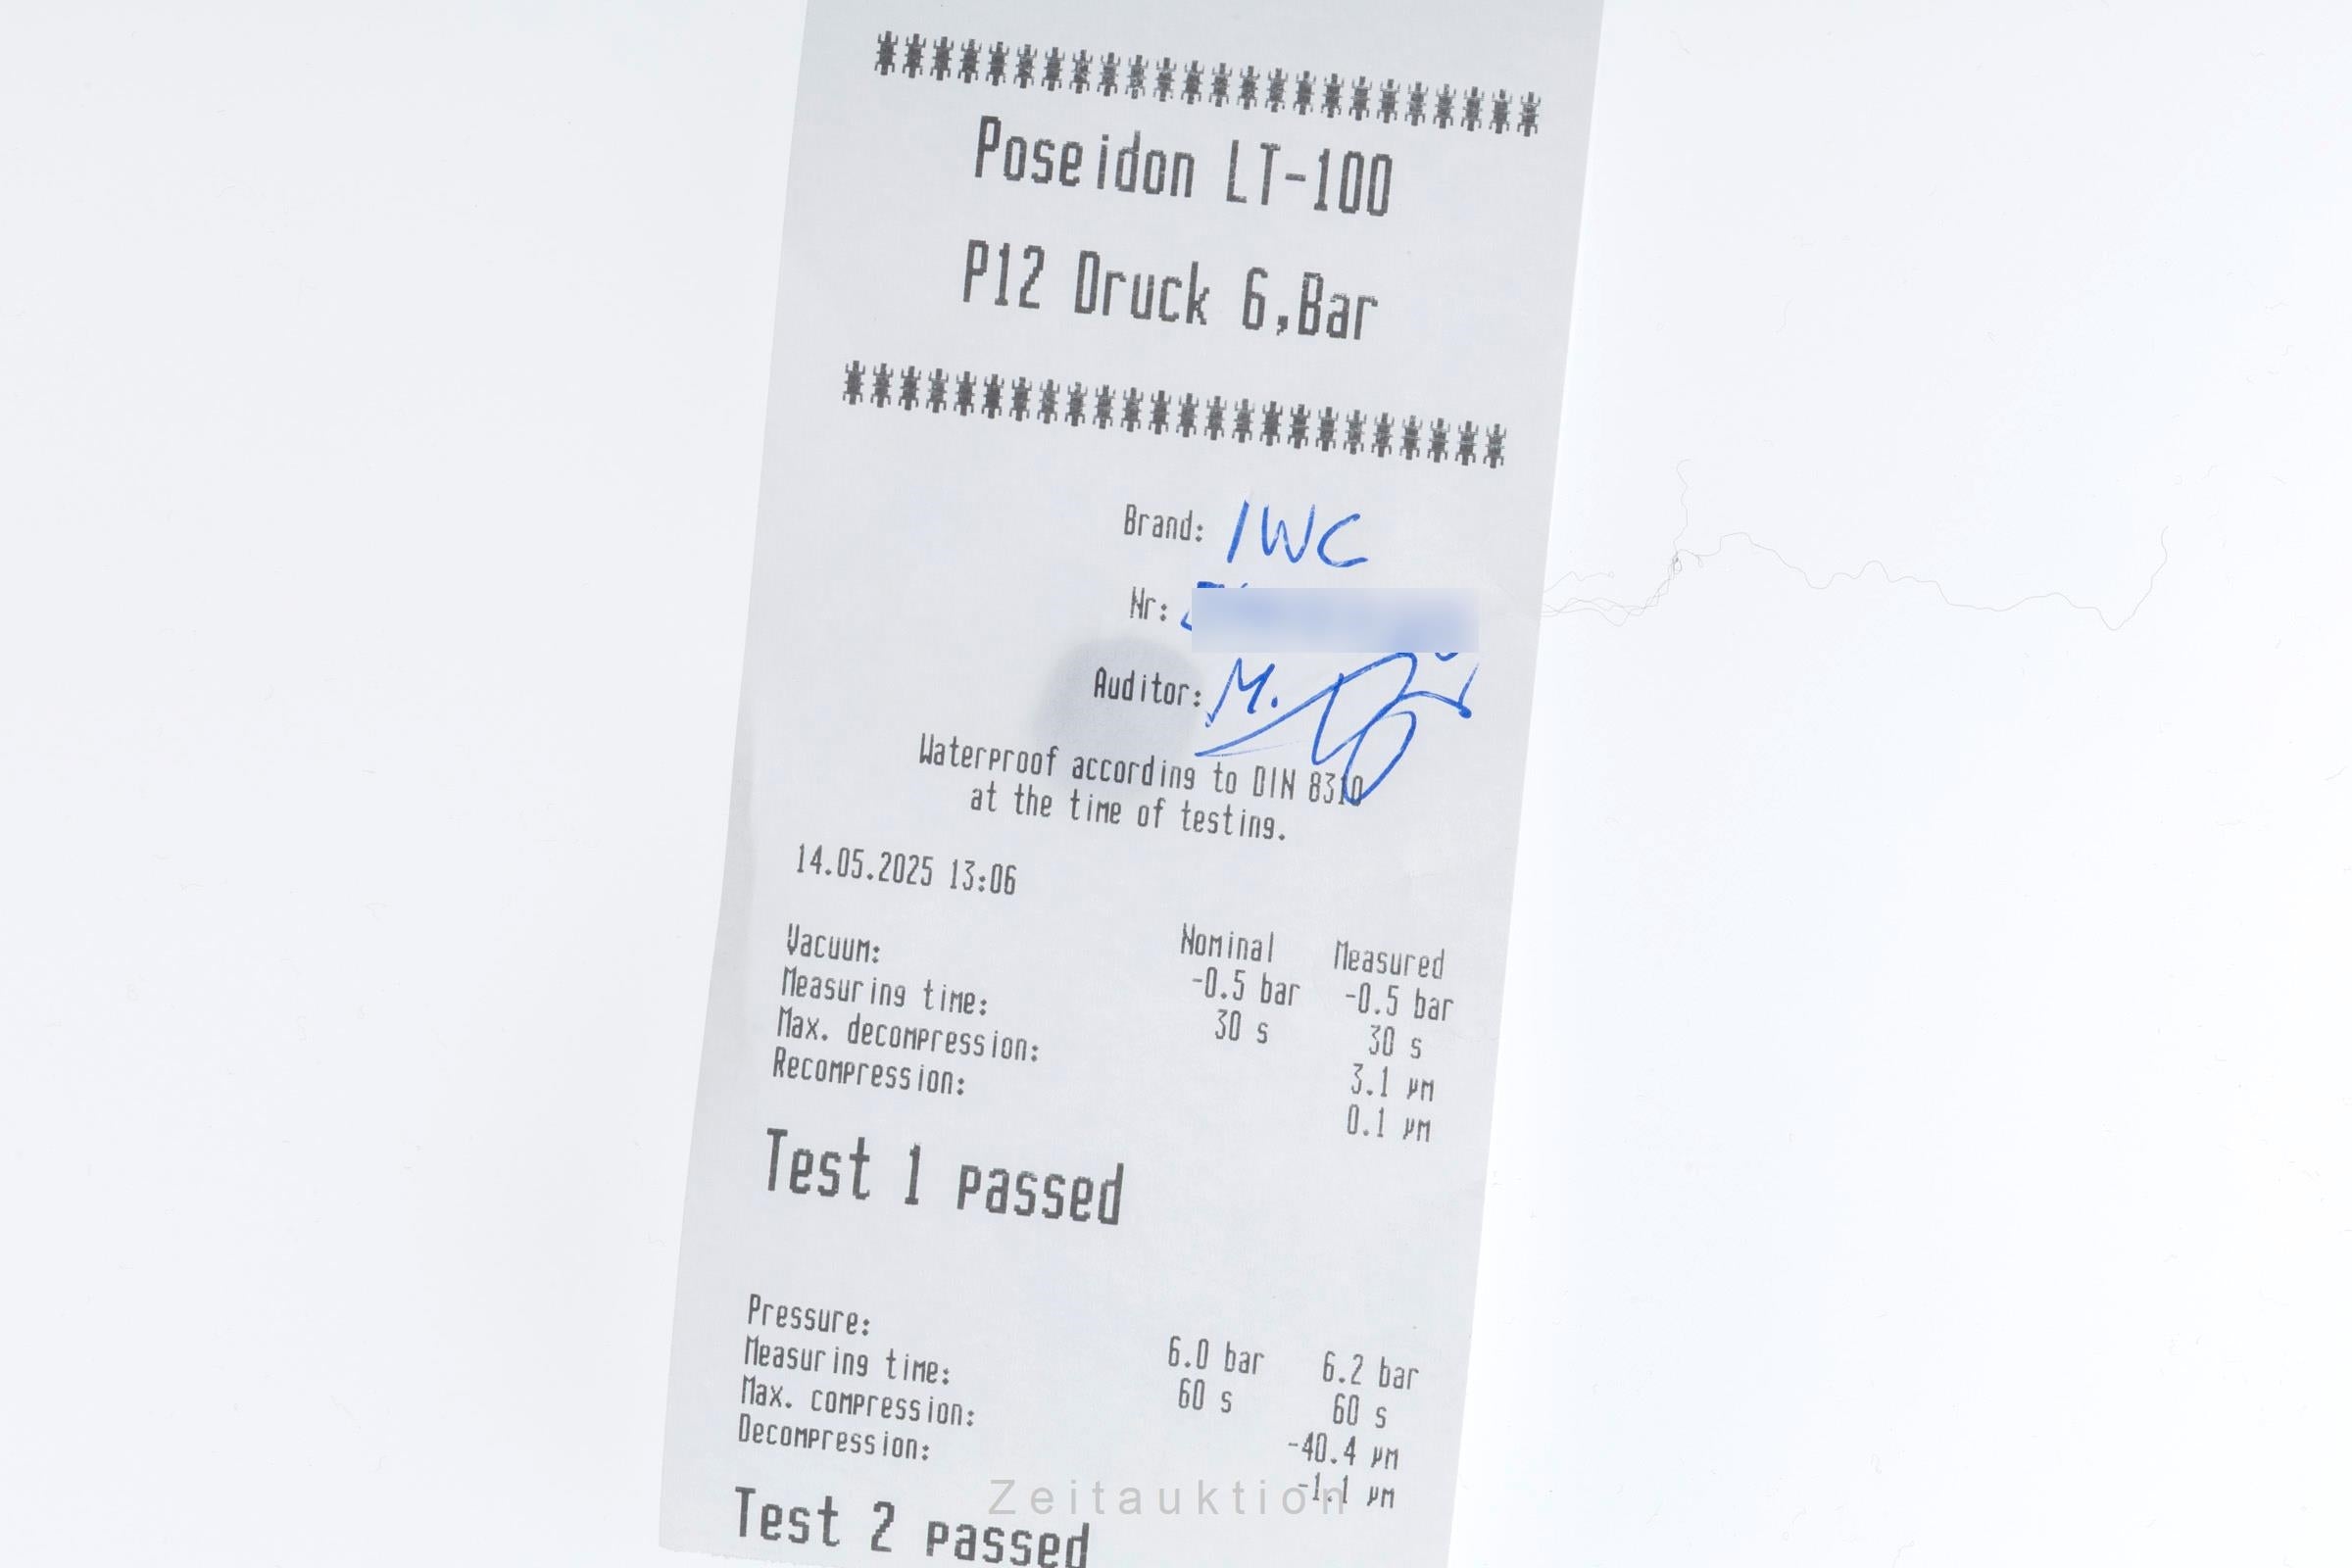 Poseidon LT-100
P12 Druck 6,Bar
Brand: IWC
Nr:
Auditor: M.
Waterproof according to DIN 8310
at the time of testing.
14.05.2025 13:06
Nominal Measured
Vacuum: -0.5 bar -0.5 bar
Measuring time: 30 s 30 s
Max. decompression: 3.1 µm
Recompression: 0.1 µm
Test 1 passed
Pressure: 6.0 bar 6.2 bar
Measuring time: 60 s 60 s
Max. compression: -40.4 µm
Decompression: -1.1 µm
Test 2 passed
Zeitauktion